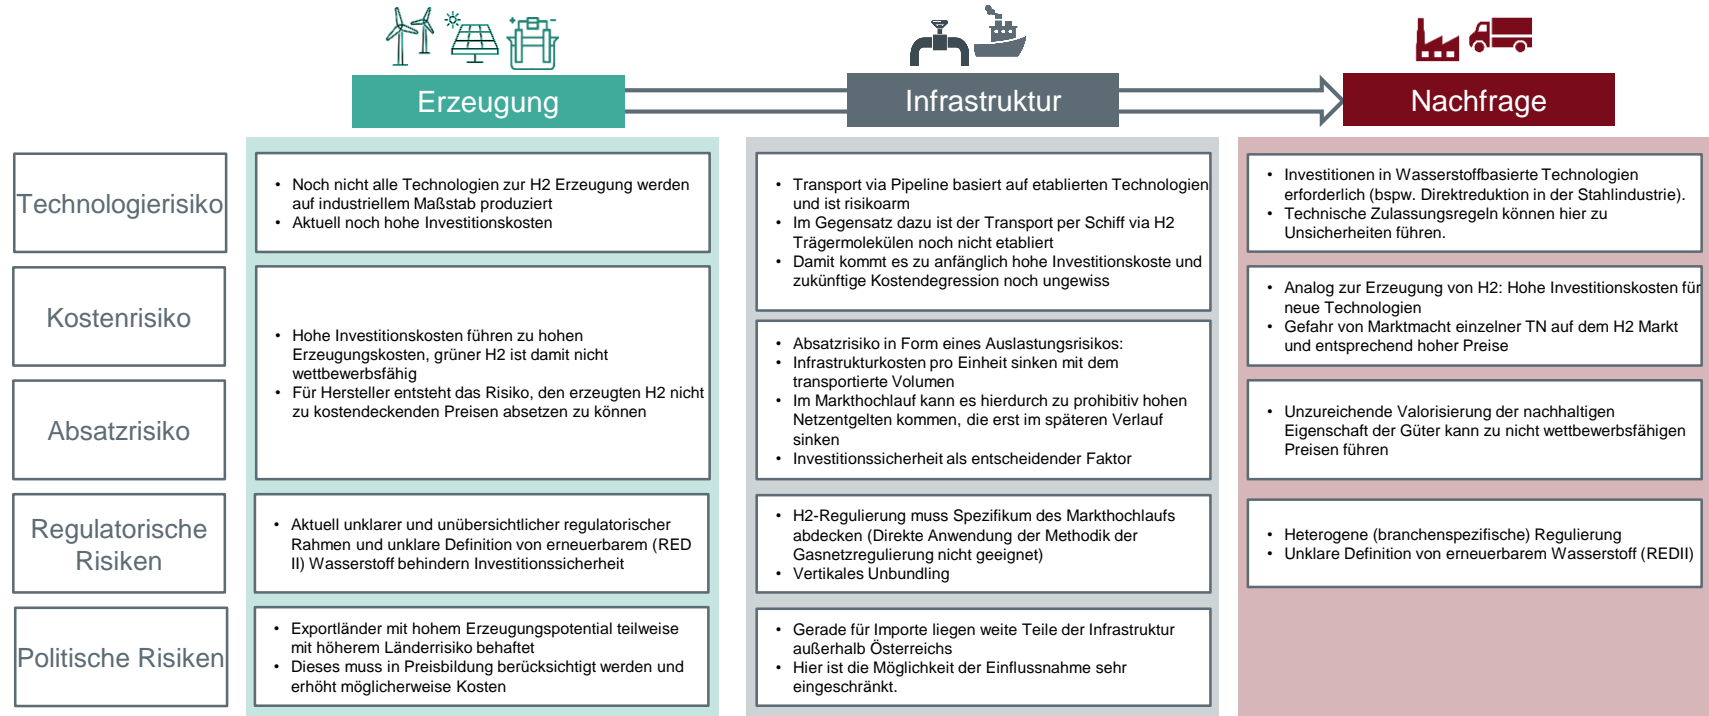 Erzeugung
Infrastruktur
Nachfrage
Technologierisiko
• Noch nicht alle Technologien zur H2 Erzeugung werden
auf industriellem Maßstab produziert
• Aktuell noch hohe Investitionskosten
• Transport via Pipeline basiert auf etablierten Technologien
und ist risikoarm
• Im Gegensatz dazu ist der Transport per Schiff via H2
Trägermolekülen noch nicht etabliert
• Damit kommt es zu anfänglich hohe Investitionskoste und
zukünftige Kostendegression noch ungewiss
• Investitionen in Wasserstoffbasierte Technologien
erforderlich (bspw. Direktreduktion in der Stahlindustrie).
• Technische Zulassungsregeln können hier zu
Unsicherheiten führen.
Kostenrisiko
• Hohe Investitionskosten führen zu hohen
Erzeugungskosten, grüner H2 ist damit nicht
wettbewerbsfähig
• Für Hersteller entsteht das Risiko, den erzeugten H2 nicht
zu kostendeckenden Preisen absetzen zu können
• Analog zur Erzeugung von H2: Hohe Investitionskosten für
neue Technologien
• Gefahr von Marktmacht einzelner TN auf dem H2 Markt
und entsprechend hoher Preise
Absatzrisiko
• Absatzrisiko in Form eines Auslastungsrisikos:
• Infrastrukturkosten pro Einheit sinken mit dem
transportierte Volumen
• Im Markthochlauf kann es hierdurch zu prohibitiv hohen
Netzentgelten kommen, die erst im späteren Verlauf
sinken
• Investitionssicherheit als entscheidender Faktor
• Unzureichende Valorisierung der nachhaltigen
Eigenschaft der Güter kann zu nicht wettbewerbsfähigen
Preisen führen
Regulatorische
Risiken
• Aktuell unklarer und unübersichtlicher regulatorischer
Rahmen und unklare Definition von erneuerbarem (RED
II) Wasserstoff behindern Investitionssicherheit
• H2-Regulierung muss Spezifikum des Markthochlaufs
abdecken (Direkte Anwendung der Methodik der
Gasnetzregulierung nicht geeignet)
• Vertikales Unbundling
• Heterogene (branchenspezifische) Regulierung
• Unklare Definition von erneuerbarem Wasserstoff (REDII)
Politische Risiken
• Exportländer mit hohem Erzeugungspotential teilweise
mit höherem Länderrisiko behaftet
• Dieses muss in Preisbildung berücksichtigt werden und
erhöht möglicherweise Kosten
• Gerade für Importe liegen weite Teile der Infrastruktur
außerhalb Österreichs
• Hier ist die Möglichkeit der Einflussnahme sehr
eingeschränkt.